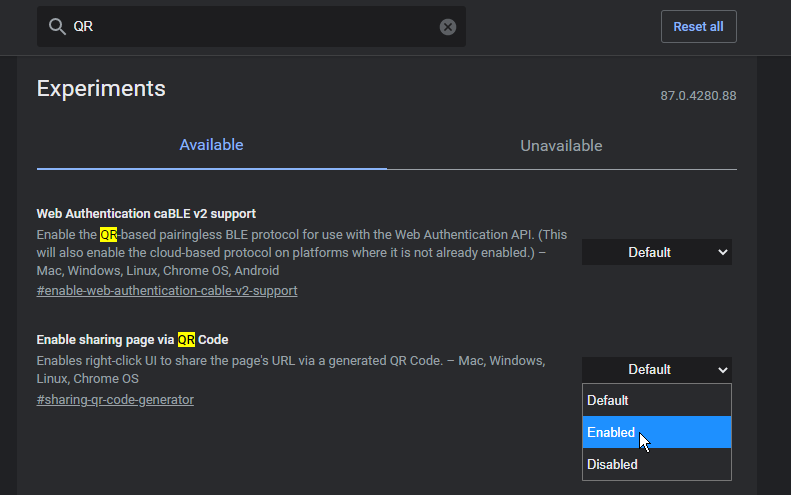 QR
Reset all
Experiments
87.0.4280.88
Available
Unavailable
Web Authentication caBLE v2 support
Enable the QR-based pairingless BLE protocol for use with the Web Authentication API. (This
will also enable the cloud-based protocol on platforms where it is not already enabled.) –
Mac, Windows, Linux, Chrome OS, Android
#enable-web-authentication-cable-v2-support
Default
Enable sharing page via QR Code
Enables right-click UI to share the page's URL via a generated QR Code. – Mac, Windows,
Linux, Chrome OS
#sharing-qr-code-generator
Default
Default
Enabled
Disabled